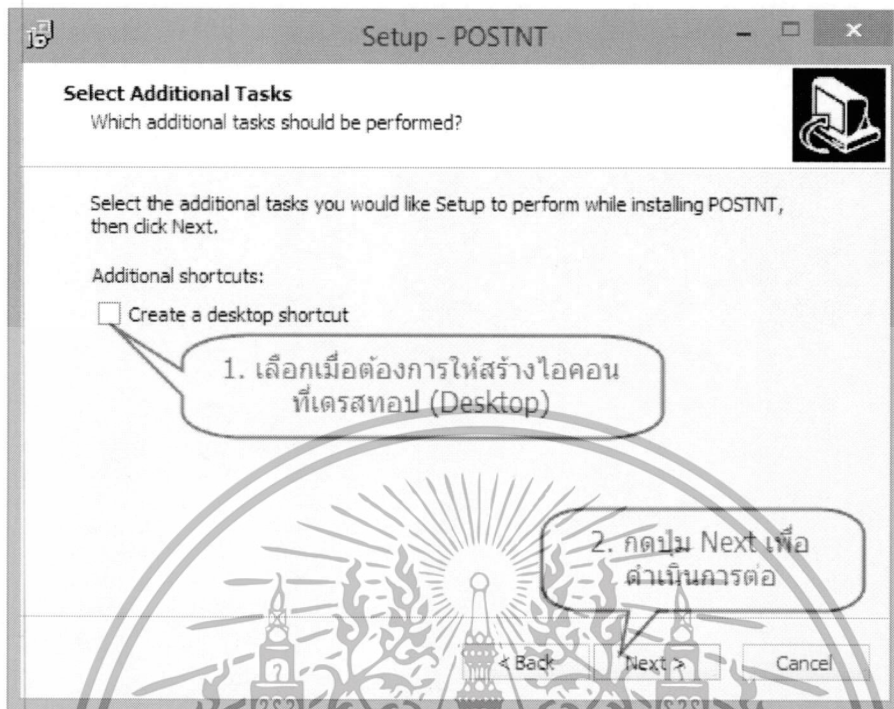 Setup - POSTNT
Select Additional Tasks
Which additional tasks should be performed?
Select the additional tasks you would like Setup to perform while installing POSTNT,
then click Next.
Additional shortcuts:
Create a desktop shortcut
1. เลือกเมื่อต้องการให้สร้างไอคอน
ที่เดรสทอป (Desktop)
2. กดปุ่ม Next เพื่อ
ดำเนินการต่อ
< Back
Next >
Cancel